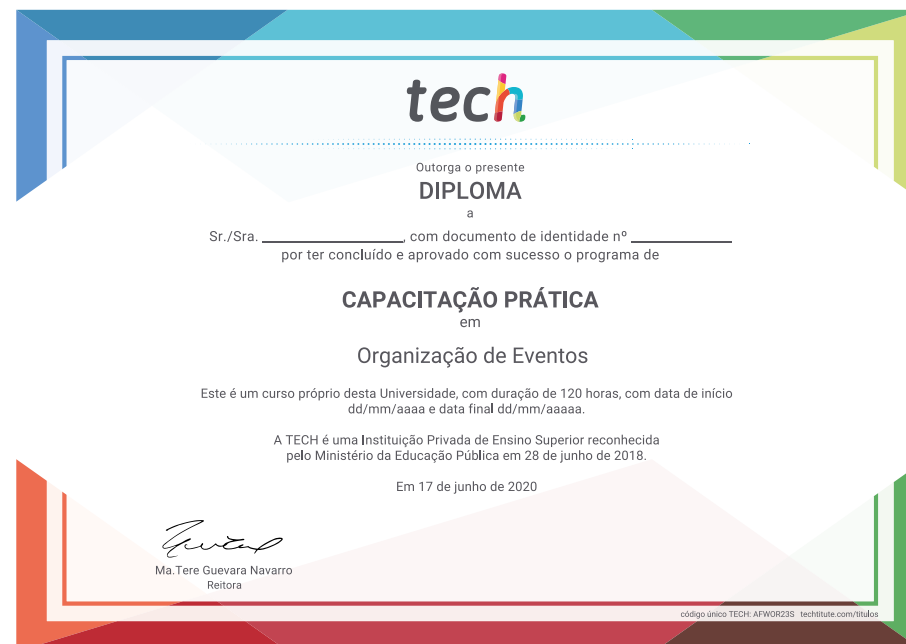 tech
Outorga o presente
DIPLOMA
a
Sr./Sra. ____________________, com documento de identidade nº ______________
por ter concluído e aprovado com sucesso o programa de
CAPACITAÇÃO PRÁTICA
em
Organização de Eventos
Este é um curso próprio desta Universidade, com duração de 120 horas, com data de início
dd/mm/aaaa e data final dd/mm/aaaaa.
A TECH é uma Instituição Privada de Ensino Superior reconhecida
pelo Ministério da Educação Pública em 28 de junho de 2018.
Em 17 de junho de 2020
Ma.Tere Guevara Navarro
Reitora
código único TECH: AFWOR23S techtitute.com/titulos